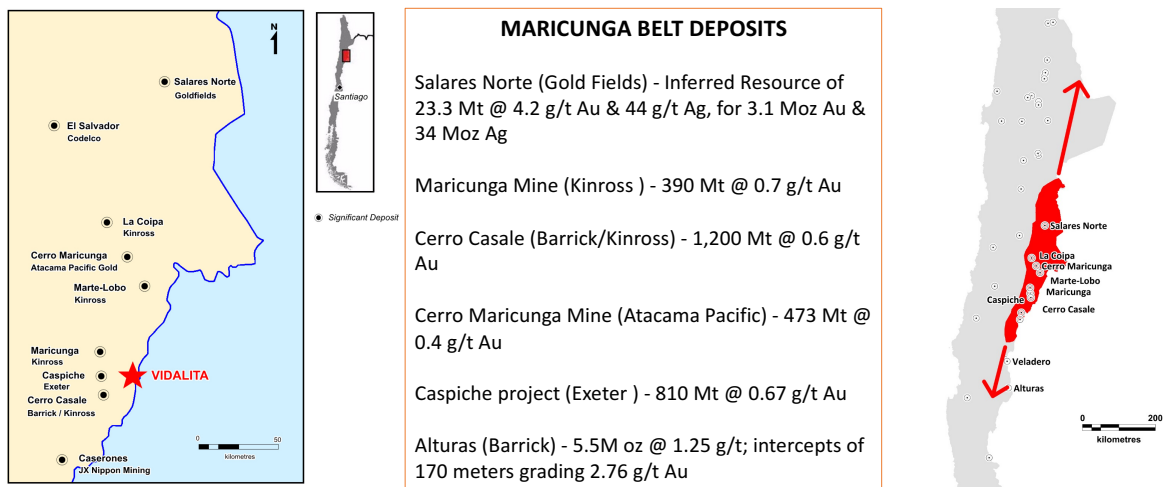 N
Salares Norte
Goldfields
El Salvador
Codelco
La Coipa
Kinross
Cerro Maricunga
Atacama Pacific Gold
Marte-Lobo
Kinross
Maricunga
Kinross
VIDALITA
Caspiche
Exeter
Cerro Casale
Barrick / Kinross
Caserones
JX Nippon Mining
0 50
kilometres
Santiago
Significant Deposit
MARICUNGA BELT DEPOSITS
Salares Norte (Gold Fields) - Inferred Resource of
23.3 Mt @ 4.2 g/t Au & 44 g/t Ag, for 3.1 Moz Au &
34 Moz Ag
Maricunga Mine (Kinross ) - 390 Mt @ 0.7 g/t Au
Cerro Casale (Barrick/Kinross) – 1,200 Mt @ 0.6 g/t
Au
Cerro Maricunga Mine (Atacama Pacific) - 473 Mt @
0.4 g/t Au
Caspiche project (Exeter ) - 810 Mt @ 0.67 g/t Au
Alturas (Barrick) - 5.5M oz @ 1.25 g/t; intercepts of
170 meters grading 2.76 g/t Au
Salares Norte
La Coipa
Cerro Maricunga
Marte-Lobo
Maricunga
Caspiche
Cerro Casale
Veladero
Alturas
0 200
kilometres